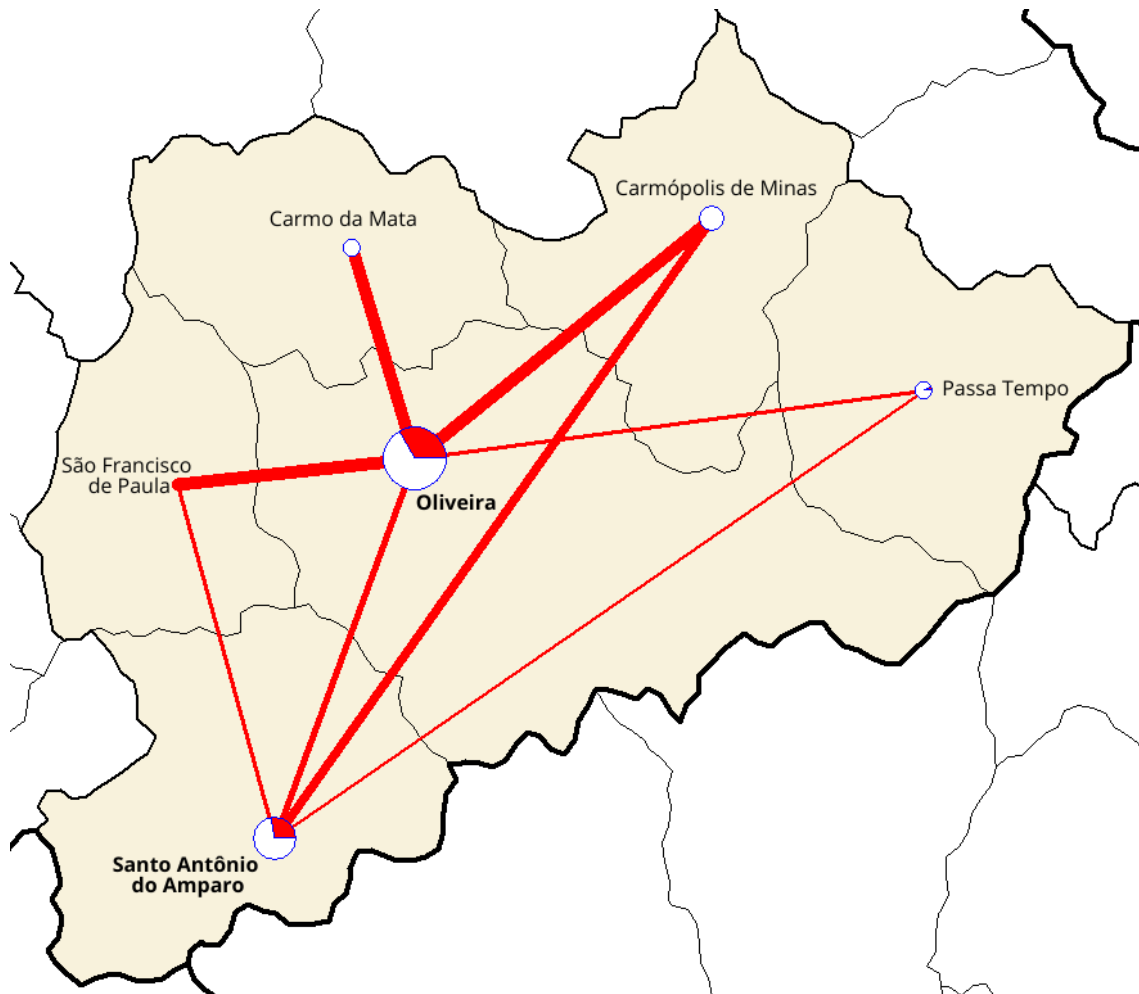 Carmópolis de Minas
Carmo da Mata
Passa Tempo
São Francisco
de Paula
Oliveira
Santo Antônio
do Amparo